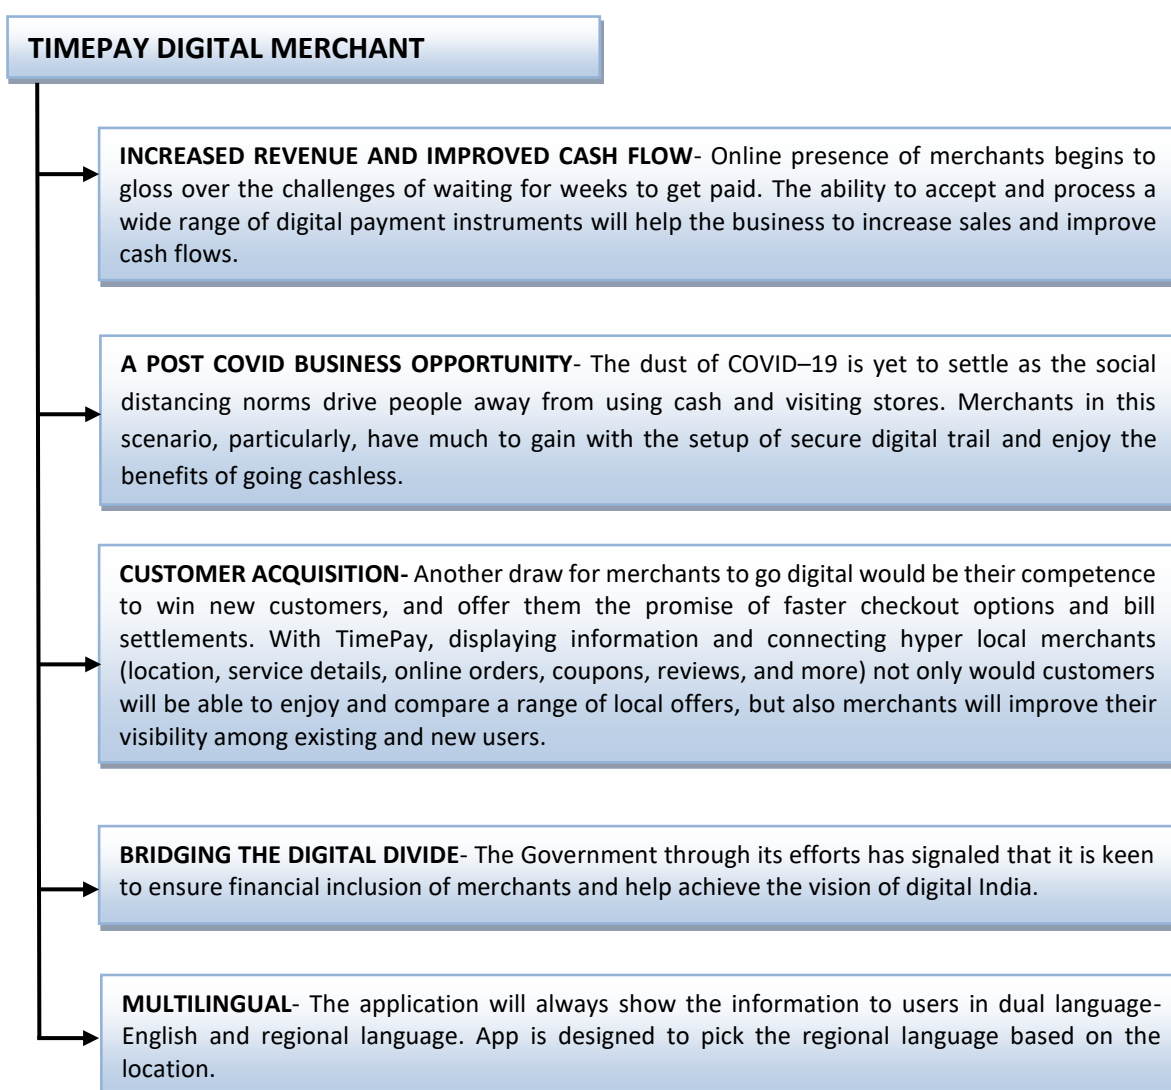 TIMEPAY DIGITAL MERCHANT
INCREASED REVENUE AND IMPROVED CASH FLOW- Online presence of merchants begins to
gloss over the challenges of waiting for weeks to get paid. The ability to accept and process a
wide range of digital payment instruments will help the business to increase sales and improve
cash flows.
A POST COVID BUSINESS OPPORTUNITY- The dust of COVID–19 is yet to settle as the social
distancing norms drive people away from using cash and visiting stores. Merchants in this
scenario, particularly, have much to gain with the setup of secure digital trail and enjoy the
benefits of going cashless.
CUSTOMER ACQUISITION- Another draw for merchants to go digital would be their competence
to win new customers, and offer them the promise of faster checkout options and bill
settlements. With TimePay, displaying information and connecting hyper local merchants
(location, service details, online orders, coupons, reviews, and more) not only would customers
will be able to enjoy and compare a range of local offers, but also merchants will improve their
visibility among existing and new users.
BRIDGING THE DIGITAL DIVIDE- The Government through its efforts has signaled that it is keen
to ensure financial inclusion of merchants and help achieve the vision of digital India.
MULTILINGUAL- The application will always show the information to users in dual language-
English and regional language. App is designed to pick the regional language based on the
location.